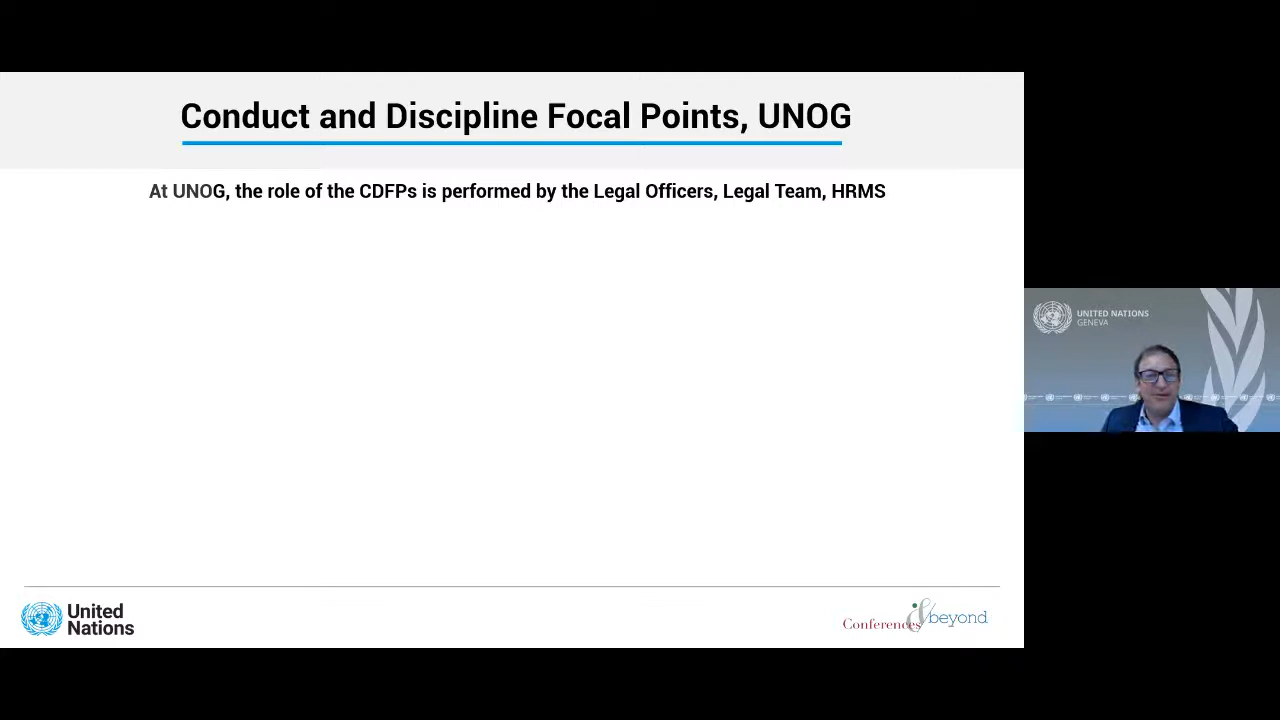 Conduct and Discipline Focal Points, UNOG
At UNOG, the role of the CDFPs is performed by the Legal Officers, Legal Team, HRMS
UNITED NATIONS
GENEVA
United
Nations
Conferences & beyond